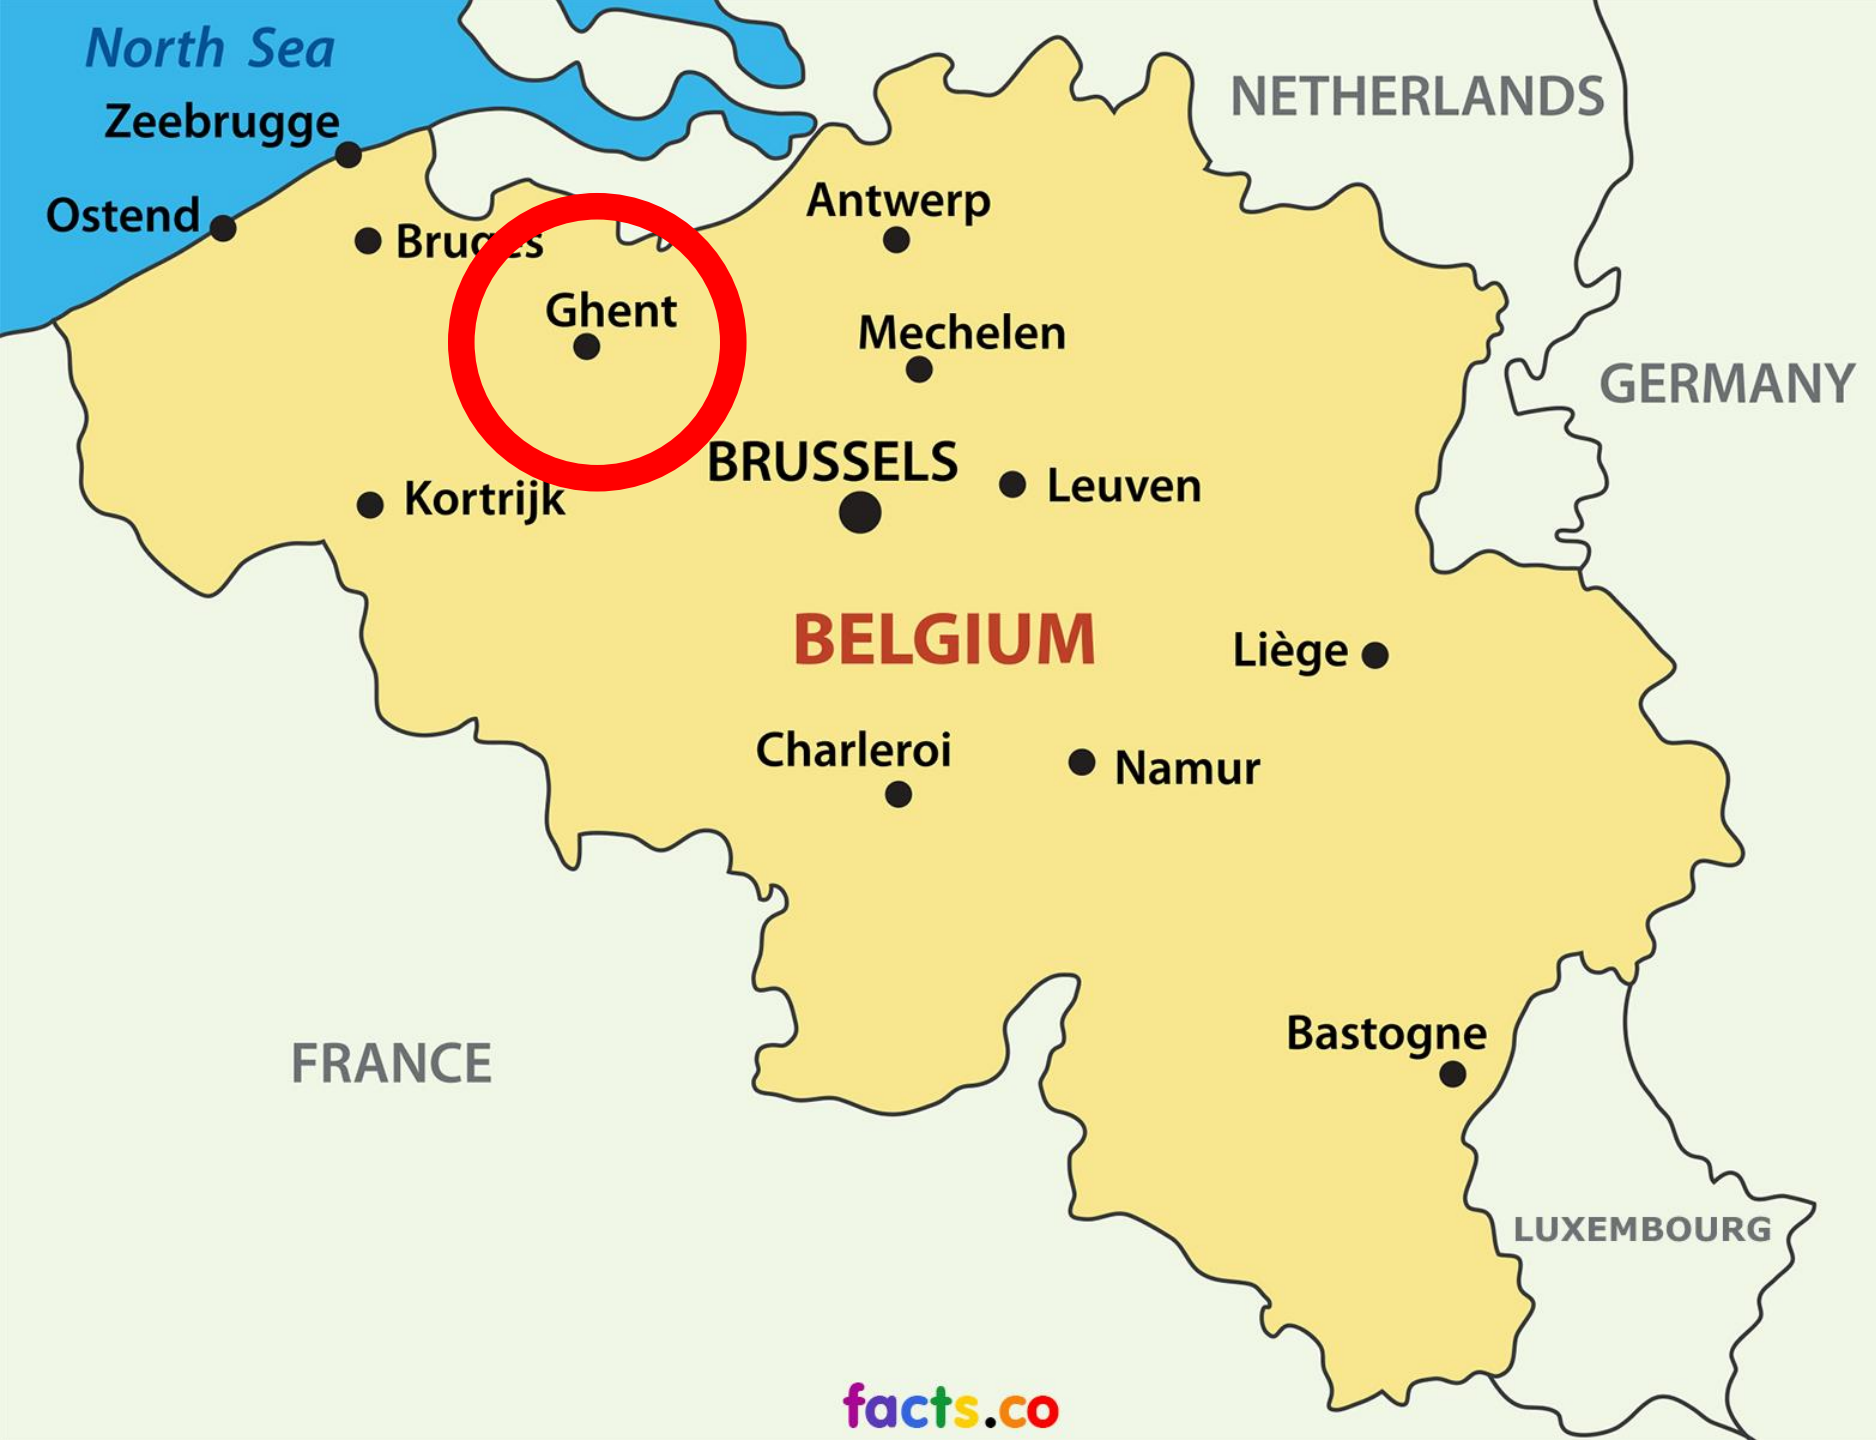 North Sea
Zeebrugge
NETHERLANDS
Ostend
Antwerp
Bruges
Ghent
Mechelen
GERMANY
BRUSSELS
Leuven
Kortrijk
BELGIUM
Liège
Charleroi
Namur
Bastogne
FRANCE
LUXEMBOURG
facts.co